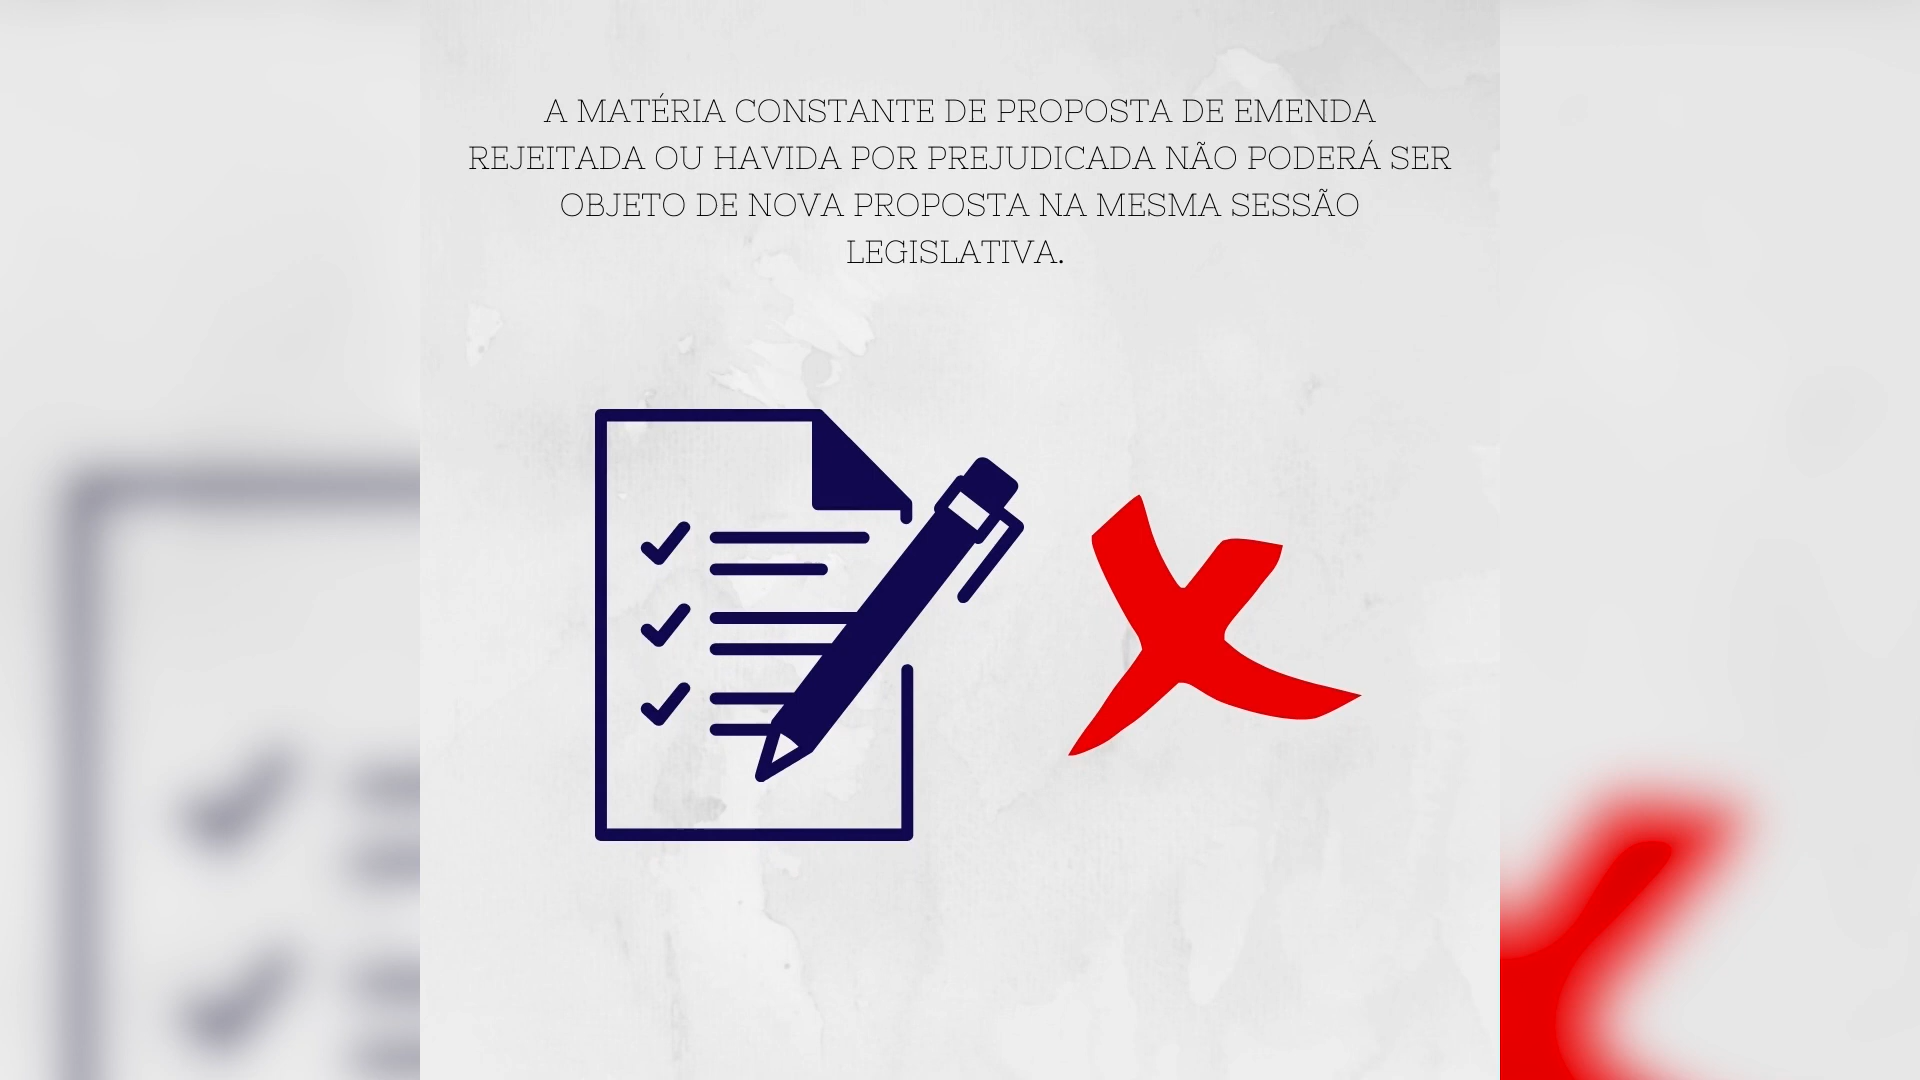 A MATÉRIA CONSTANTE DE PROPOSTA DE EMENDA
REJEITADA OU HAVIDA POR PREJUDICADA NÃO PODERÁ SER
OBJETO DE NOVA PROPOSTA NA MESMA SESSÃO
LEGISLATIVA.